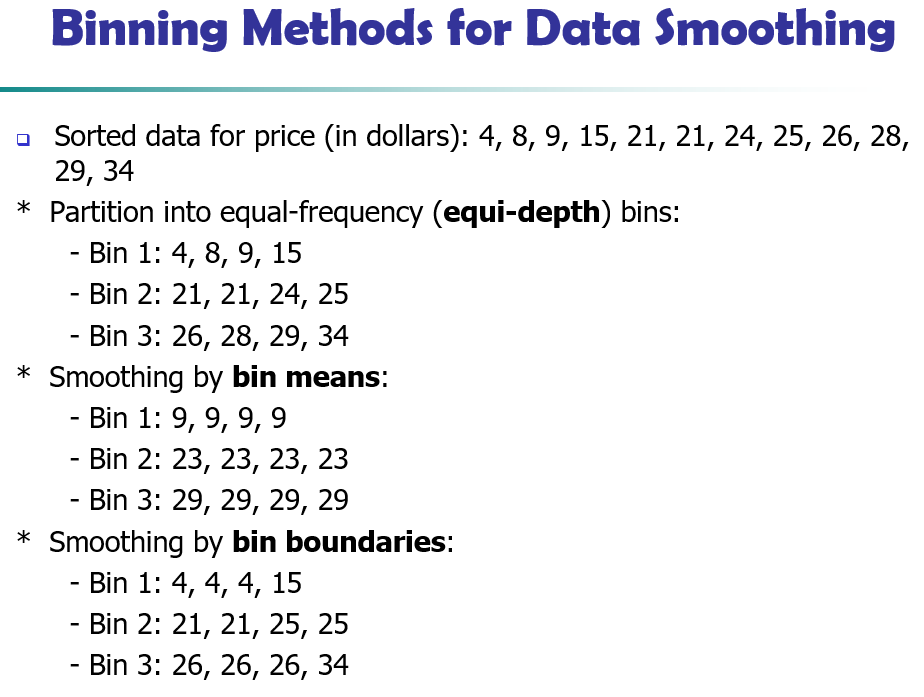 Binning Methods for Data Smoothing
❑ Sorted data for price (in dollars): 4, 8, 9, 15, 21, 21, 24, 25, 26, 28,
29, 34
* Partition into equal-frequency (equi-depth) bins:
- Bin 1: 4, 8, 9, 15
- Bin 2: 21, 21, 24, 25
- Bin 3: 26, 28, 29, 34
* Smoothing by bin means:
- Bin 1: 9, 9, 9, 9
- Bin 2: 23, 23, 23, 23
- Bin 3: 29, 29, 29, 29
* Smoothing by bin boundaries:
- Bin 1: 4, 4, 4, 15
- Bin 2: 21, 21, 25, 25
- Bin 3: 26, 26, 26, 34